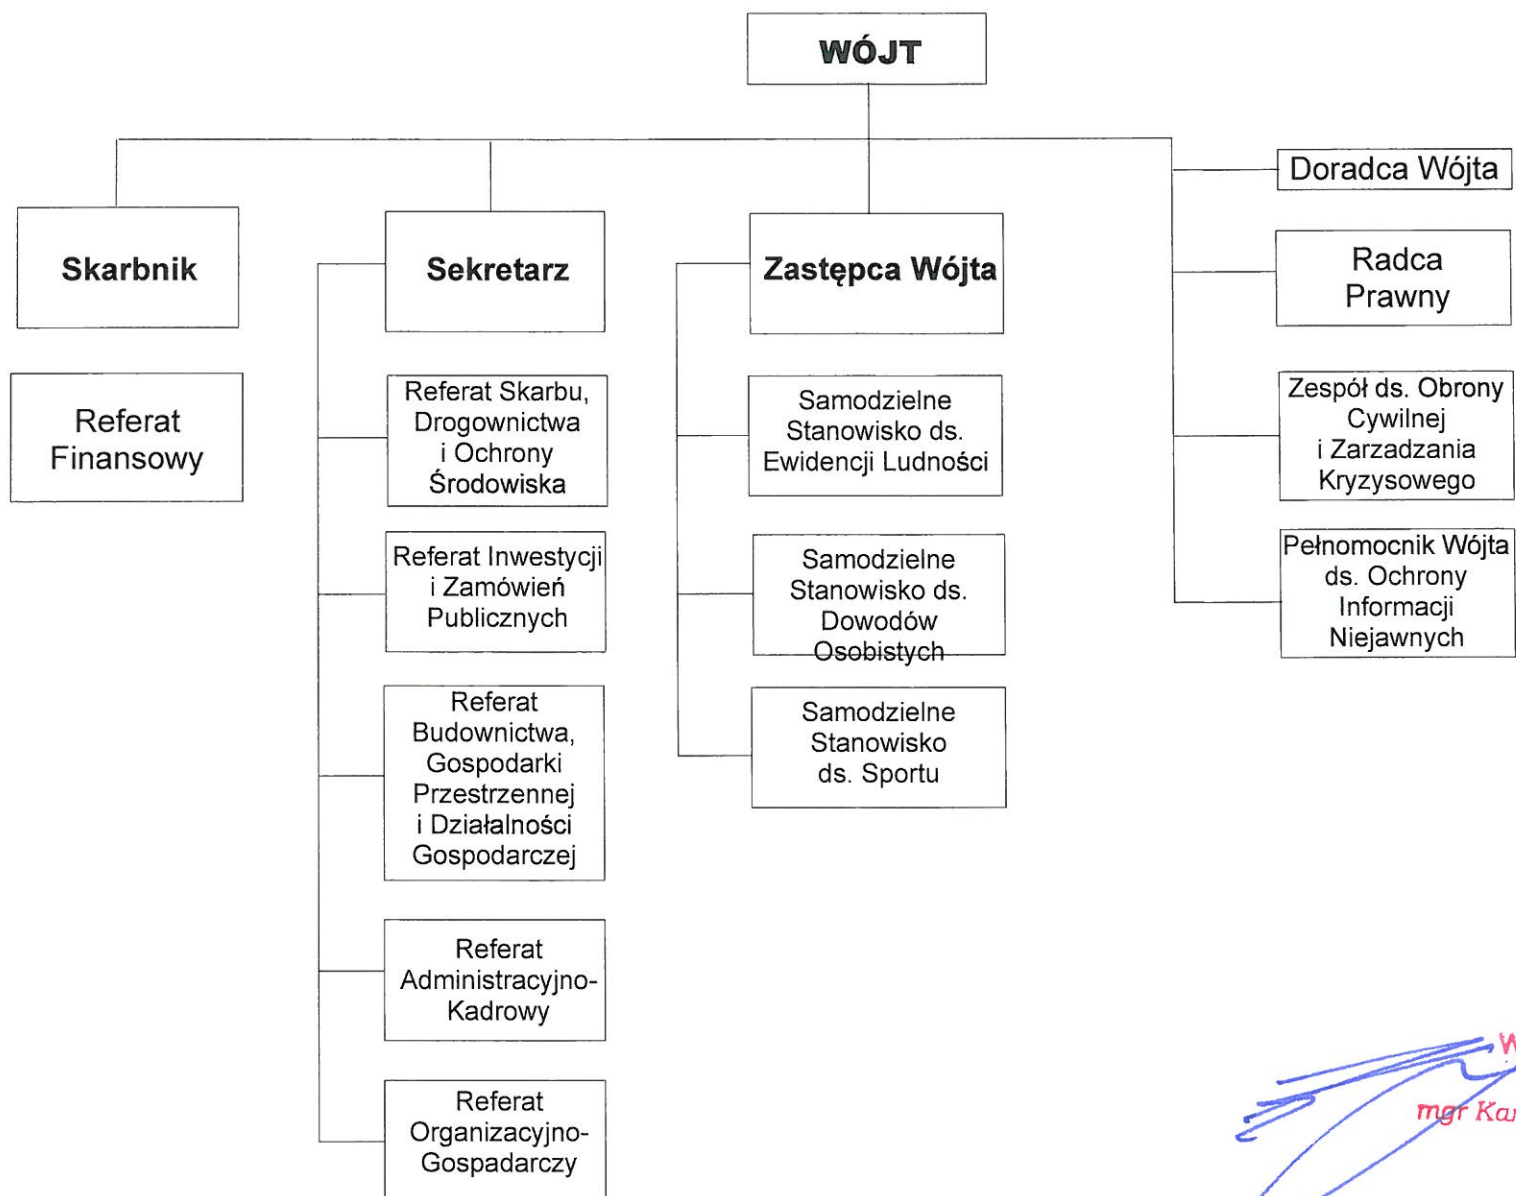 WÓJT
Skarbnik
Referat
Finansowy
Sekretarz
Referat Skarbu,
Drogownictwa
i Ochrony
Środowiska
Referat Inwestycji
i Zamówień
Publicznych
Referat
Budownictwa,
Gospodarki
Przestrzennej
i Działalności
Gospodarczej
Referat
Administracyjno-
Kadrowy
Referat
Organizacyjno-
Gospadarczy
Zastępca Wójta
Samodzielne
Stanowisko ds.
Ewidencji Ludności
Samodzielne
Stanowisko ds.
Dowodów
Osobistych
Samodzielne
Stanowisko
ds. Sportu
Doradca Wójta
Radca
Prawny
Zespół ds. Obrony
Cywilnej
i Zarzadzania
Kryzysowego
Pełnomocnik Wójta
ds. Ochrony
Informacji
Niejawnych
mgr